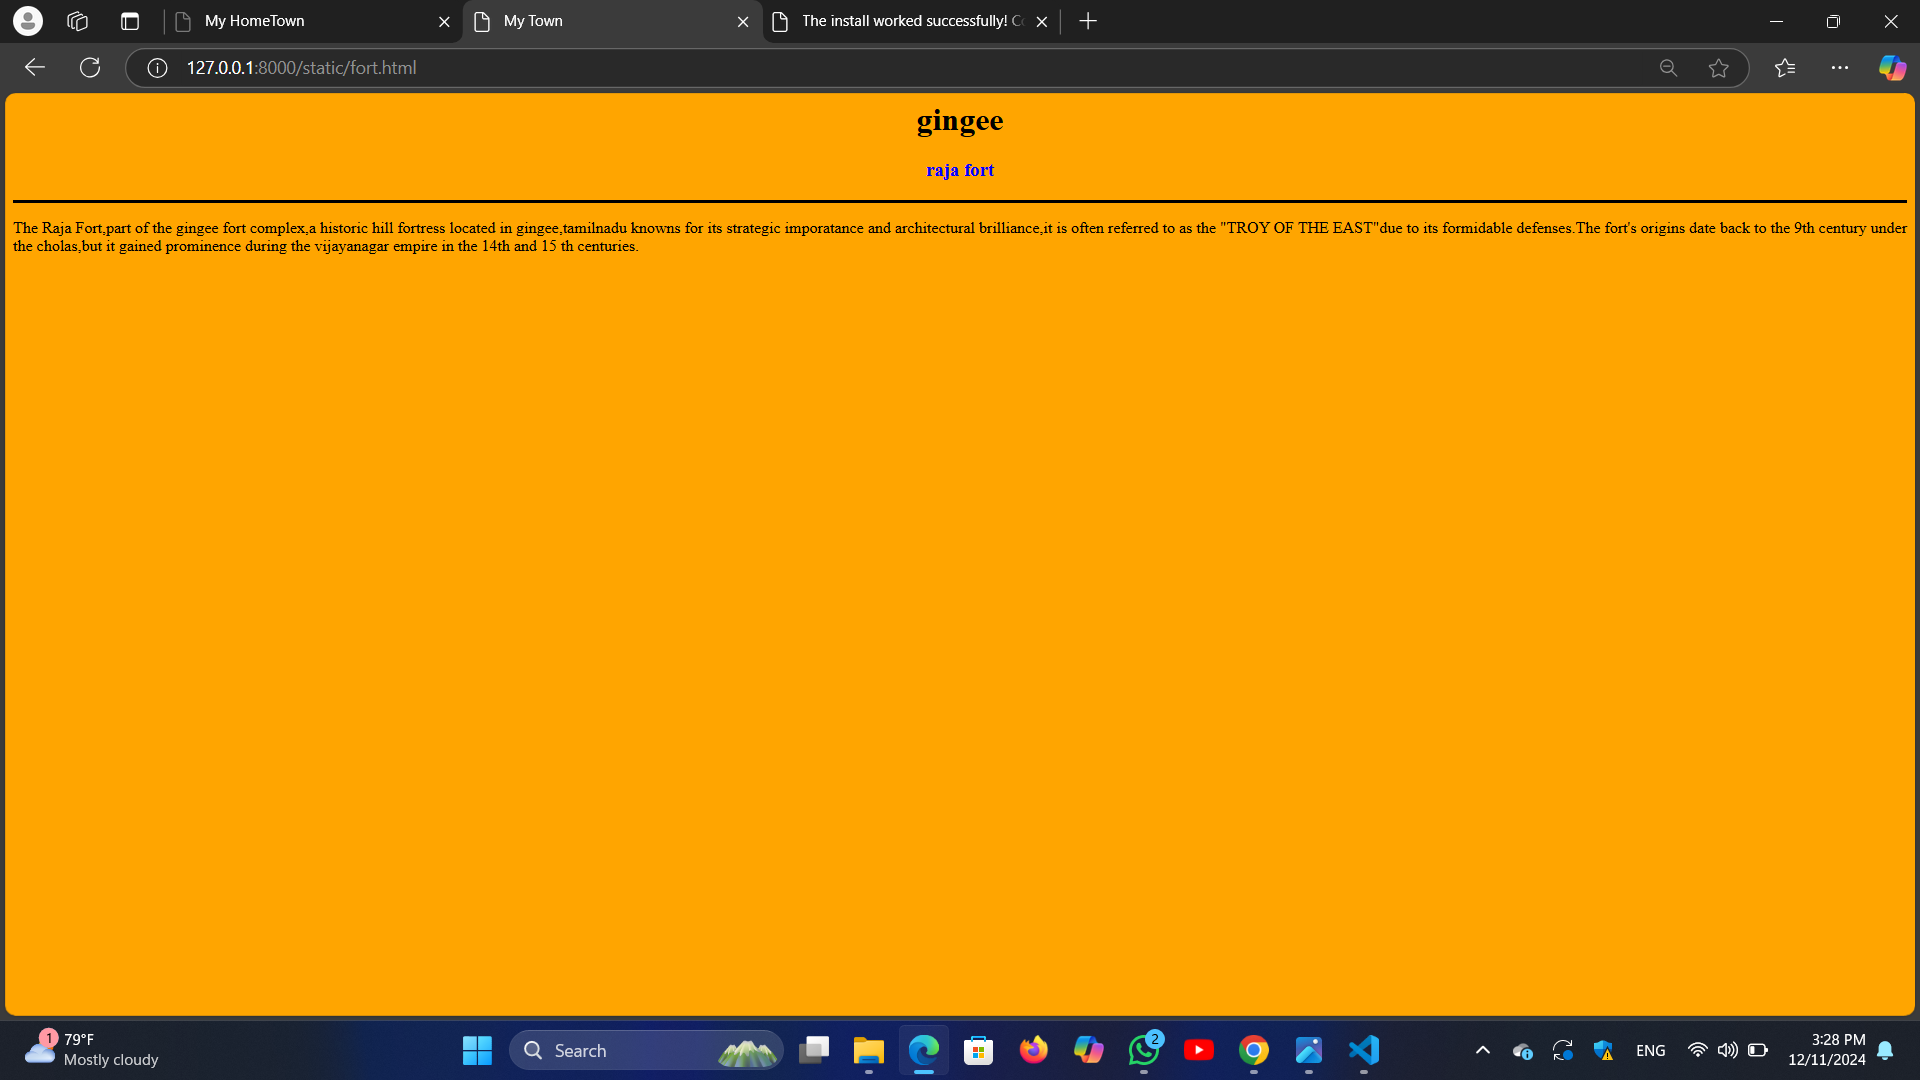 My HomeTown
My Town
The install worked successfully! Co
127.0.0.1:8000/static/fort.html
gingee
raja fort
The Raja Fort,part of the gingee fort complex,a historic hill fortress located in gingee,tamilnadu knowns for its strategic imporatance and architectural brilliance,it is often referred to as the "TROY OF THE EAST"due to its formidable defenses.The fort's origins date back to the 9th century under
the cholas,but it gained prominence during the vijayanagar empire in the 14th and 15 th centuries.
1
79°F
Mostly cloudy
Search
2
ENG
3:28 PM
12/11/2024